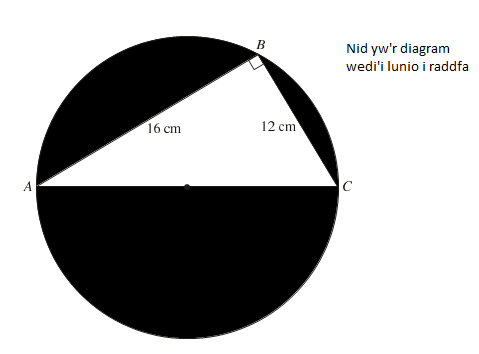 B
Nid yw'r diagram
wedi'i lunio i raddfa
16 cm
12 cm
A
C